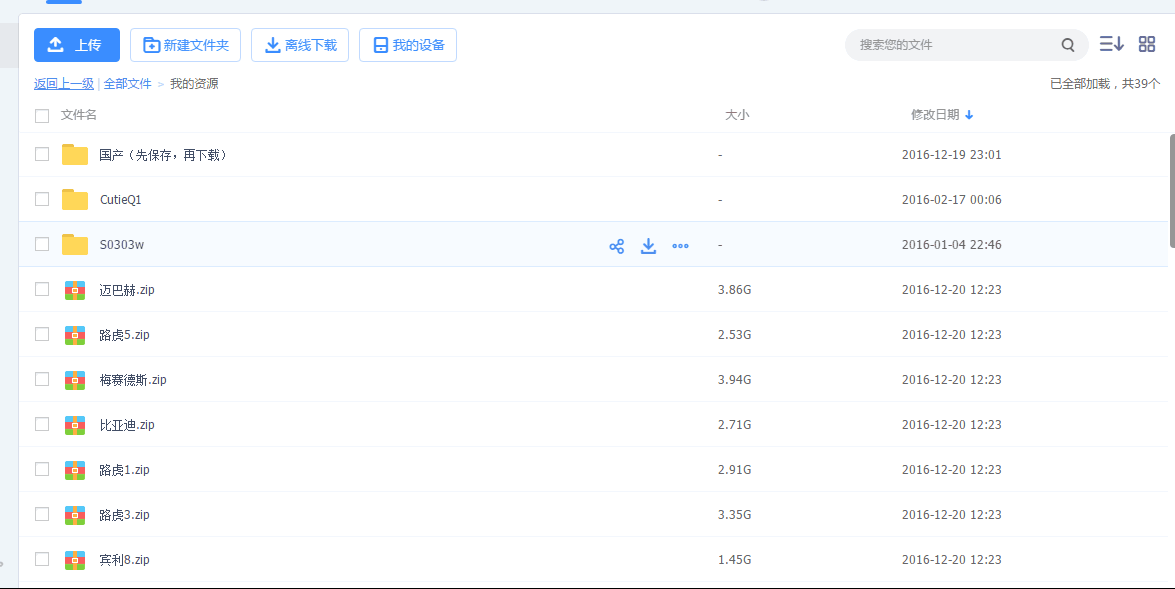 上传 新建文件夹 离线下载 我的设备 搜索您的文件
返回上一级 | 全部文件 > 我的资源 已全部加载，共39个
文件名 大小 修改日期
国产（先保存，再下载） - 2016-12-19 23:01
CutieQ1 - 2016-02-17 00:06
S0303w - 2016-01-04 22:46
迈巴赫.zip 3.86G 2016-12-20 12:23
路虎5.zip 2.53G 2016-12-20 12:23
梅赛德斯.zip 3.94G 2016-12-20 12:23
比亚迪.zip 2.71G 2016-12-20 12:23
路虎1.zip 2.91G 2016-12-20 12:23
路虎3.zip 3.35G 2016-12-20 12:23
宾利8.zip 1.45G 2016-12-20 12:23